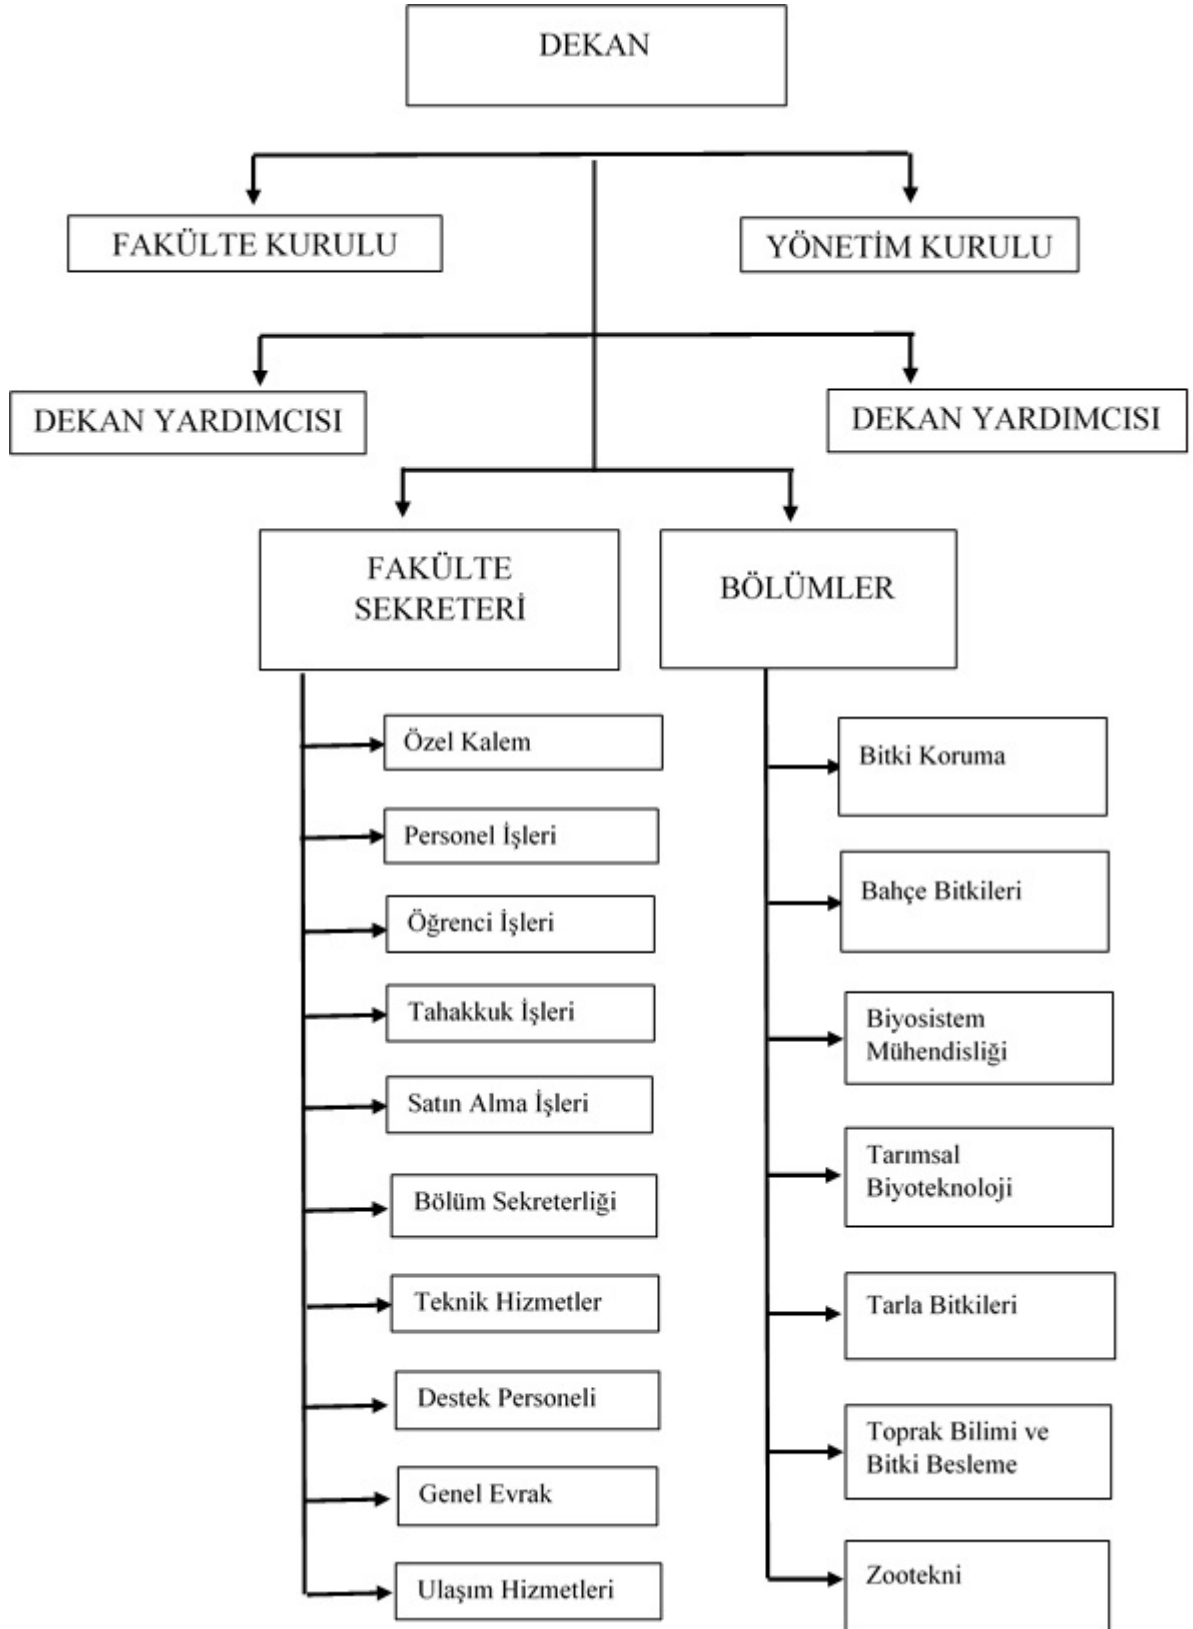 DEKAN
FAKÜLTE KURULU
YÖNETİM KURULU
DEKAN YARDIMCISI
DEKAN YARDIMCISI
FAKÜLTE
SEKRETERİ
BÖLÜMLER
Özel Kalem
Personel İşleri
Öğrenci İşleri
Tahakkuk İşleri
Satın Alma İşleri
Bölüm Sekreterliği
Teknik Hizmetler
Destek Personeli
Genel Evrak
Ulaşım Hizmetleri
Bitki Koruma
Bahçe Bitkileri
Biyosistem
Mühendisliği
Tarımsal
Biyoteknoloji
Tarla Bitkileri
Toprak Bilimi ve
Bitki Besleme
Zootekni